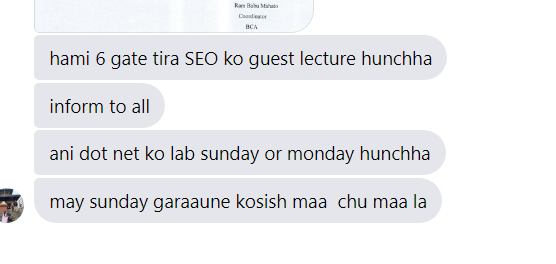 Ram Babu Mahato
Coordinator
BCA
hami 6 gate tira SEO ko guest lecture hunchha
inform to all
ani dot net ko lab sunday or monday hunchha
may sunday garaaune kosish maa chu maa la